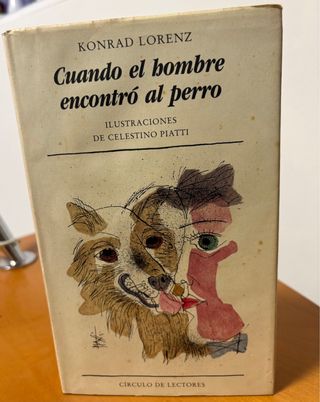 KONRAD LORENZ
Cuando el hombre
encontró al perro
ILUSTRACIONES
DE CELESTINO PIATTI
CÍRCULO DE LECTORES